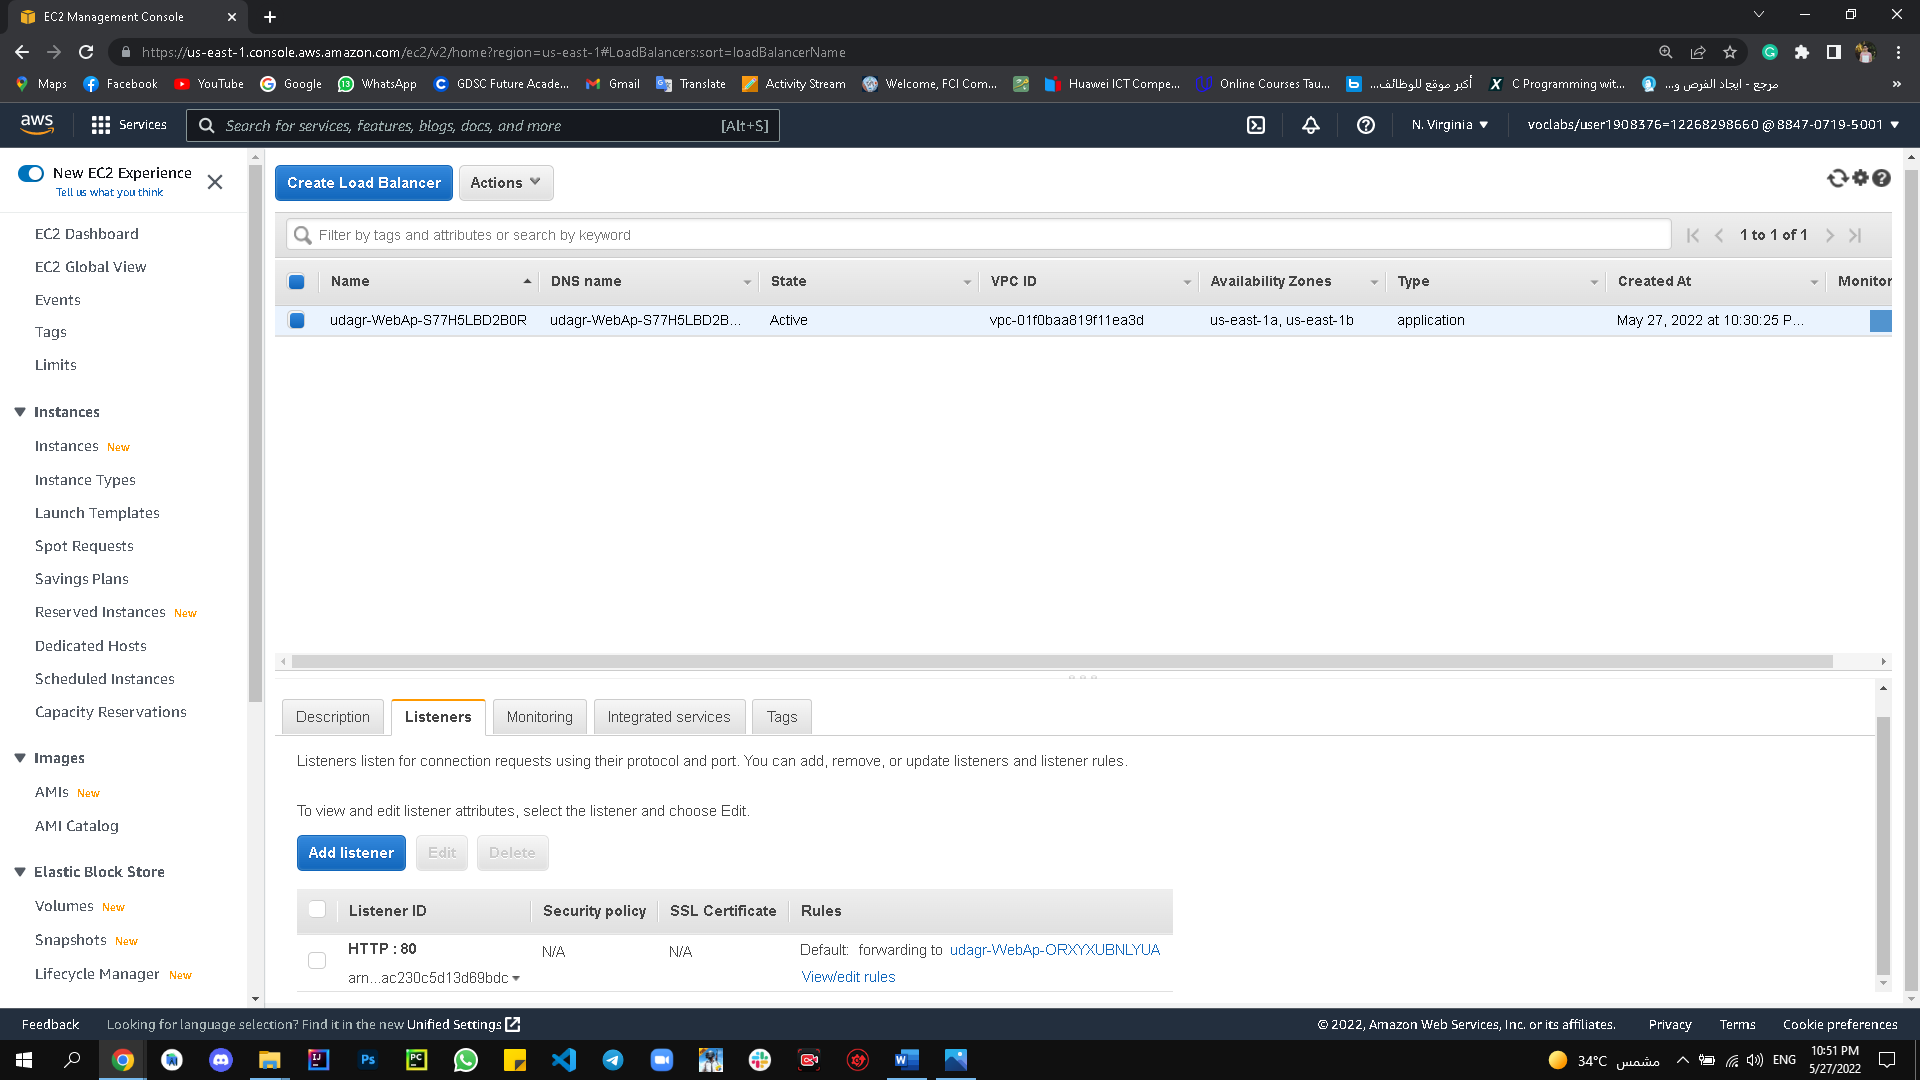 EC2 Management Console
https://us-east-1.console.aws.amazon.com/ec2/v2/home?region=us-east-1#LoadBalancers:sort=loadBalancerName
Maps Facebook YouTube Google WhatsApp GDSC Future Acade... Gmail Translate Activity Stream Welcome, FCI Com... Huawei ICT Compe... Online Courses Tau... أكبر موقع للوظائف... C Programming wit... مرجع - ايجاد الفرص و... »
aws Services Search for services, features, blogs, docs, and more [Alt+S] N. Virginia voclabs/user1908376=12268298660 @ 8847-0719-5001
New EC2 Experience
Tell us what you think
EC2 Dashboard
EC2 Global View
Events
Tags
Limits
Instances
Instances New
Instance Types
Launch Templates
Spot Requests
Savings Plans
Reserved Instances New
Dedicated Hosts
Scheduled Instances
Capacity Reservations
Images
AMIs New
AMI Catalog
Elastic Block Store
Volumes New
Snapshots New
Lifecycle Manager New
Create Load Balancer Actions
Filter by tags and attributes or search by keyword 1 to 1 of 1
Name DNS name State VPC ID Availability Zones Type Created At Monitor
udagr-WebAp-S77H5LBD2B0R udagr-WebAp-S77H5LBD2B... Active vpc-01f0baa819f11ea3d us-east-1a, us-east-1b application May 27, 2022 at 10:30:25 P...
Description Listeners Monitoring Integrated services Tags
Listeners listen for connection requests using their protocol and port. You can add, remove, or update listeners and listener rules.
To view and edit listener attributes, select the listener and choose Edit.
Add listener Edit Delete
Listener ID Security policy SSL Certificate Rules
HTTP : 80 N/A N/A Default: forwarding to udagr-WebAp-ORXYXUBNLYUA
arn...ac230c5d13d69bdc View/edit rules
Feedback Looking for language selection? Find it in the new Unified Settings © 2022, Amazon Web Services, Inc. or its affiliates. Privacy Terms Cookie preferences
34°C مشمس ENG 10:51 PM
5/27/2022